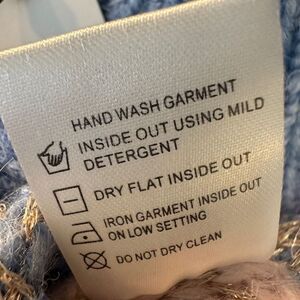 HAND WASH GARMENT
INSIDE OUT USING MILD
DETERGENT
DRY FLAT INSIDE OUT
IRON GARMENT INSIDE OUT
ON LOW SETTING
DO NOT DRY CLEAN